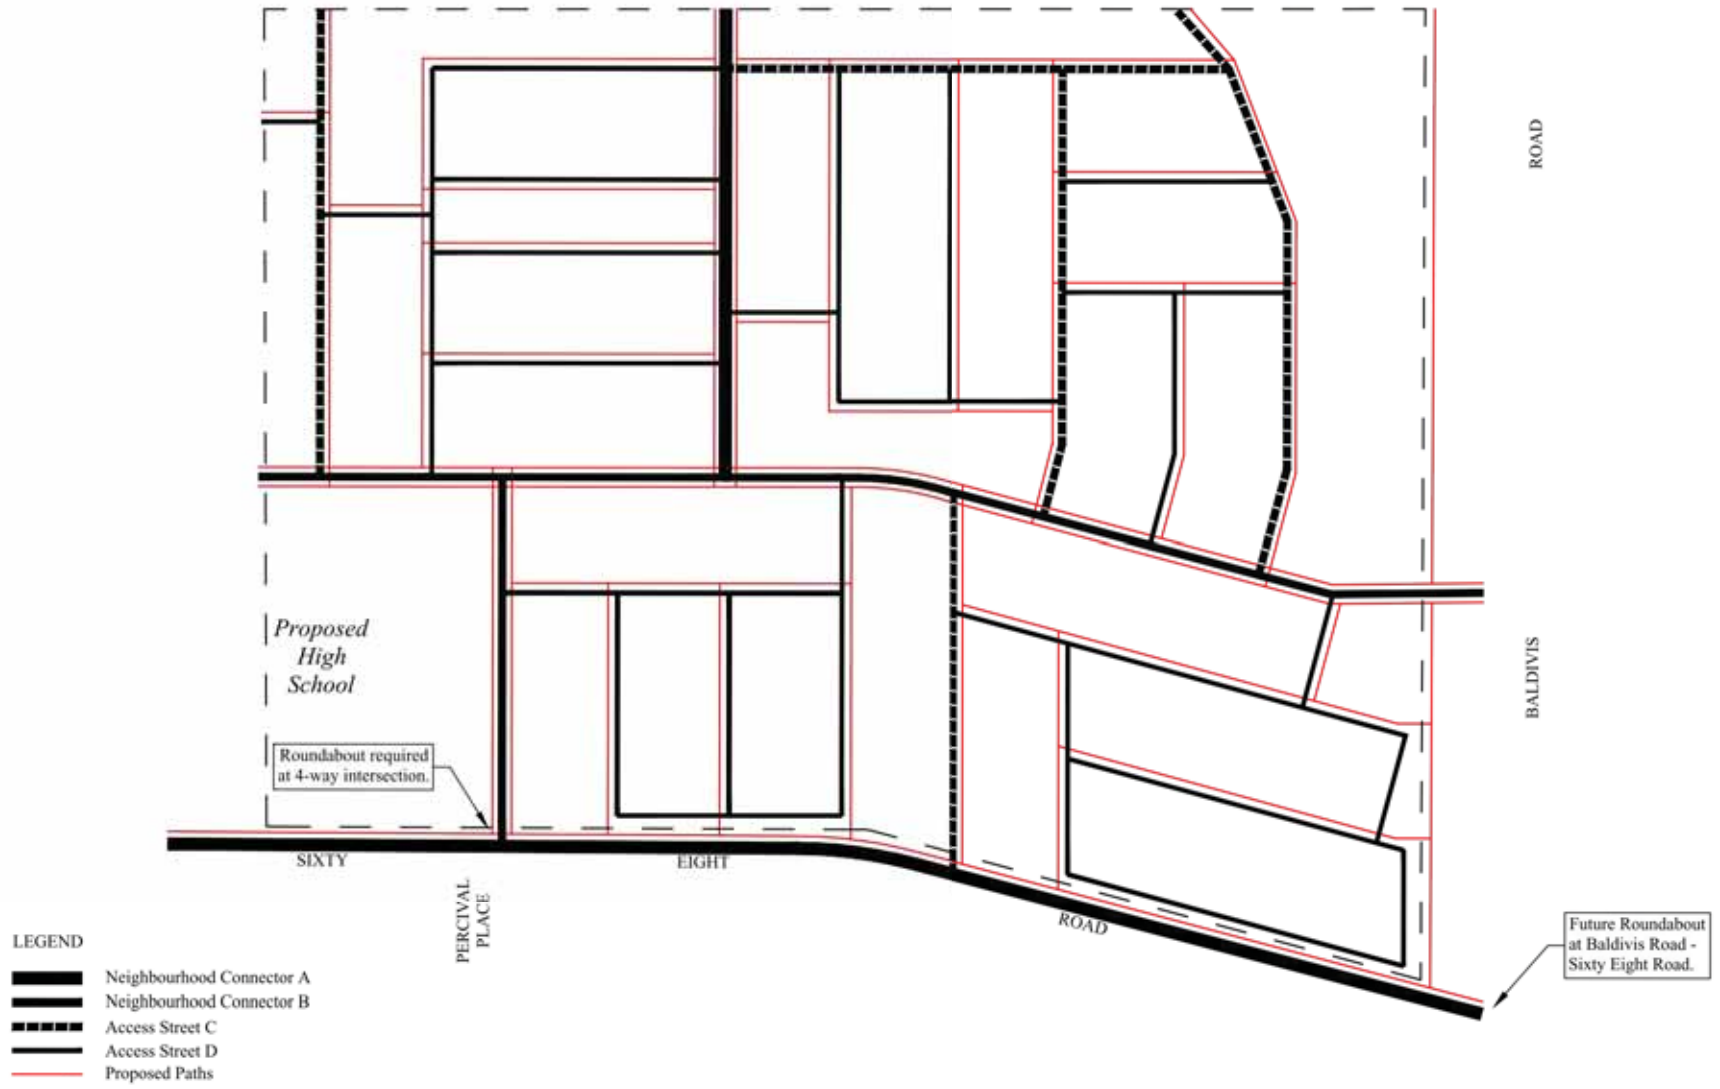 ROAD
Proposed
High
School
BALDIVIS
Roundabout required
at 4-way intersection.
SIXTY
EIGHT
ROAD
PERCIVAL
PLACE
Future Roundabout
at Baldivis Road -
Sixty Eight Road.
LEGEND
Neighbourhood Connector A
Neighbourhood Connector B
Access Street C
Access Street D
Proposed Paths